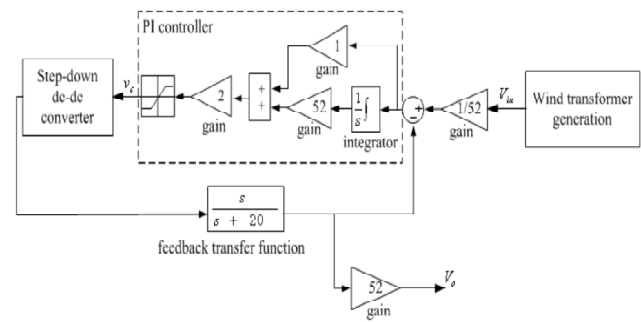 PI controller
Step-down
dc-dc
converter
v_c
2
gain
+
+
1
gain
52
gain
1/s ∫
integrator
+
−
1/52
gain
V_in
Wind transformer
generation
s
s + 20
feedback transfer function
52
gain
V_o